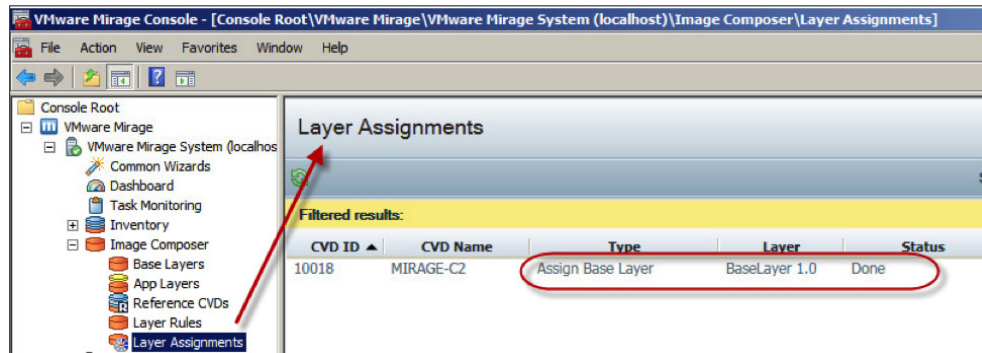 VMware Mirage Console - [Console Root\VMware Mirage\VMware Mirage System (localhost)\Image Composer\Layer Assignments]
File Action View Favorites Window Help
Console Root
VMware Mirage
VMware Mirage System (localhos
Common Wizards
Dashboard
Task Monitoring
Inventory
Image Composer
Base Layers
App Layers
Reference CVDs
Layer Rules
Layer Assignments
Layer Assignments
Filtered results:
CVD ID CVD Name Type Layer Status
10018 MIRAGE-C2 Assign Base Layer BaseLayer 1.0 Done